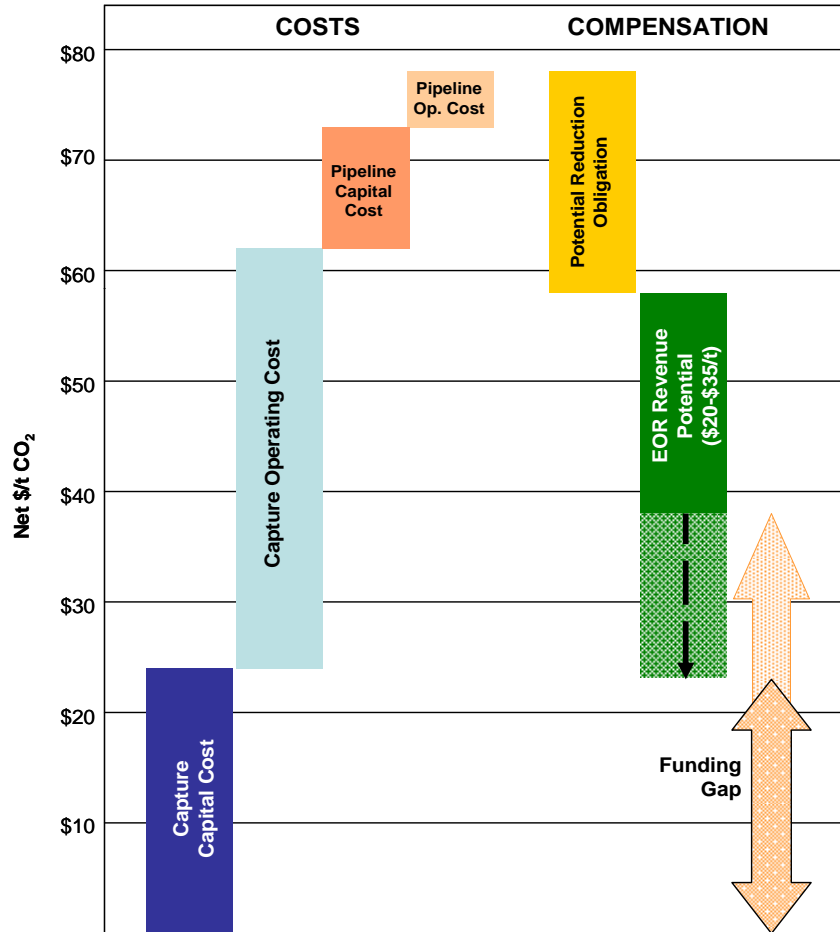 COSTS
COMPENSATION
$80
$70
$60
$50
$40
$30
$20
$10
Net $/t CO₂
Capture
Capital Cost
Capture Operating Cost
Pipeline
Capital
Cost
Pipeline
Op. Cost
Potential Reduction
Obligation
EOR Revenue
Potential
($20-$35/t)
Funding
Gap